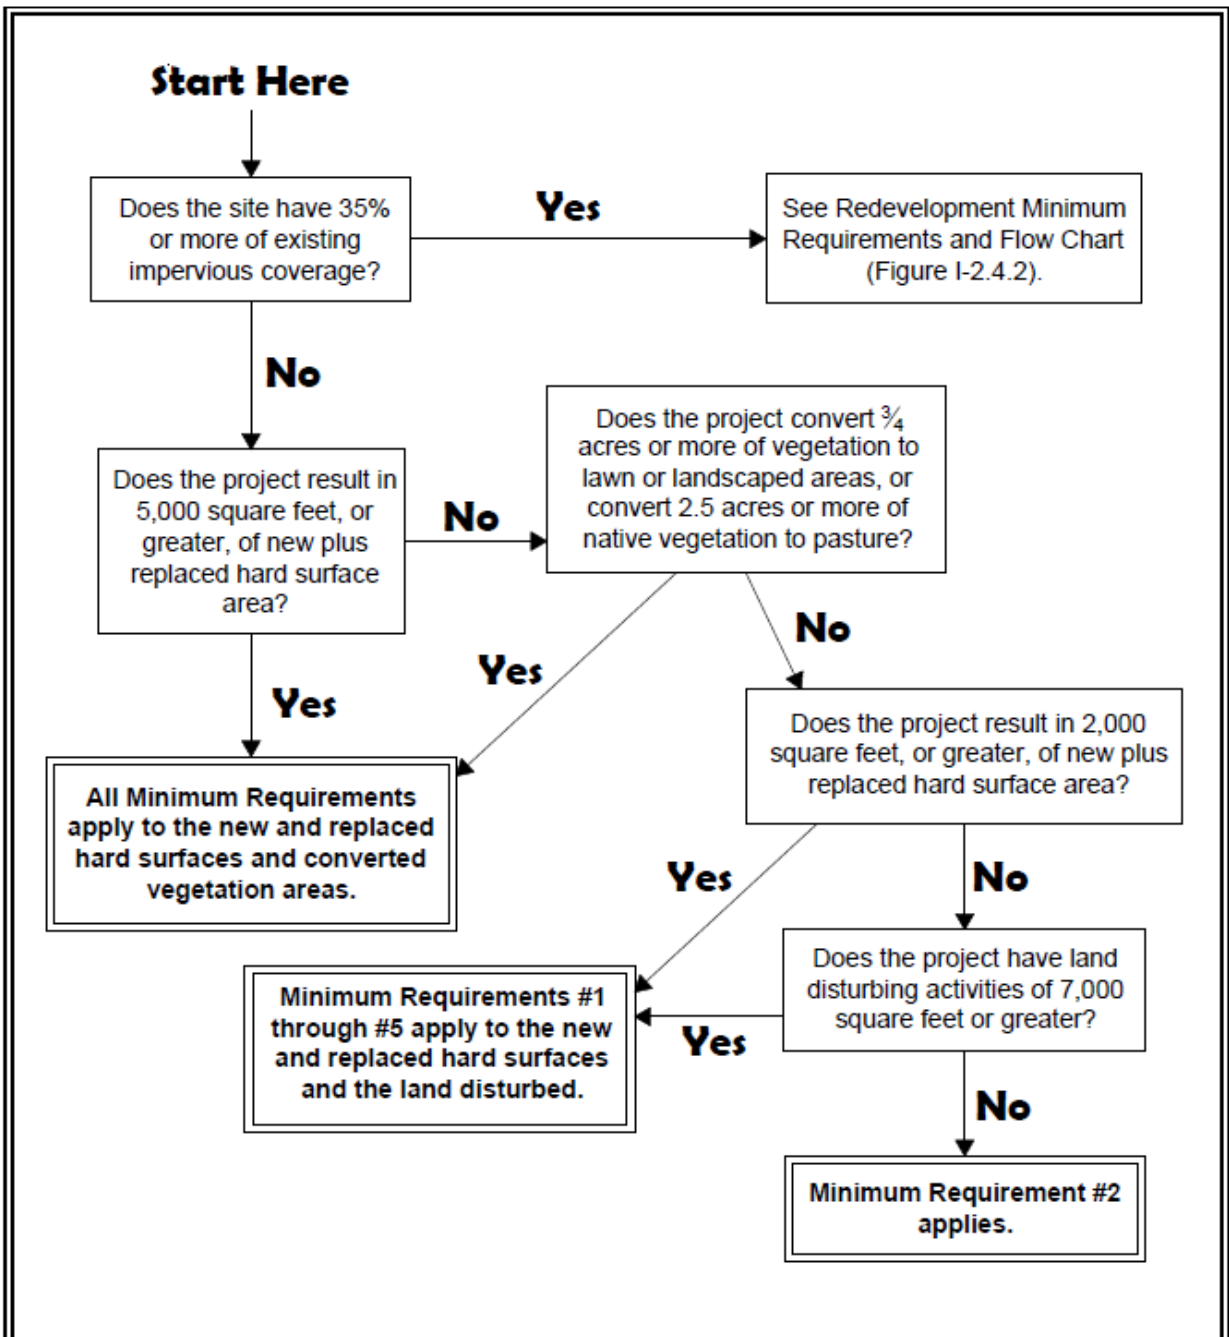 Start Here
Does the site have 35%
or more of existing
impervious coverage?
Yes
See Redevelopment Minimum
Requirements and Flow Chart
(Figure I-2.4.2).
No
Does the project convert ¾
acres or more of vegetation to
lawn or landscaped areas, or
convert 2.5 acres or more of
native vegetation to pasture?
Does the project result in
5,000 square feet, or
greater, of new plus
replaced hard surface
area?
No
No
Yes
Yes
Does the project result in 2,000
square feet, or greater, of new plus
replaced hard surface area?
All Minimum Requirements
apply to the new and replaced
hard surfaces and converted
vegetation areas.
Yes
No
Does the project have land
disturbing activities of 7,000
square feet or greater?
Minimum Requirements #1
through #5 apply to the new
and replaced hard surfaces
and the land disturbed.
Yes
No
Minimum Requirement #2
applies.